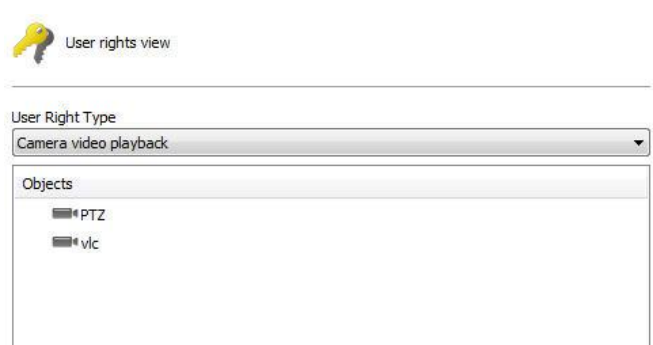 User rights view
User Right Type
Camera video playback
Objects
PTZ
vlc